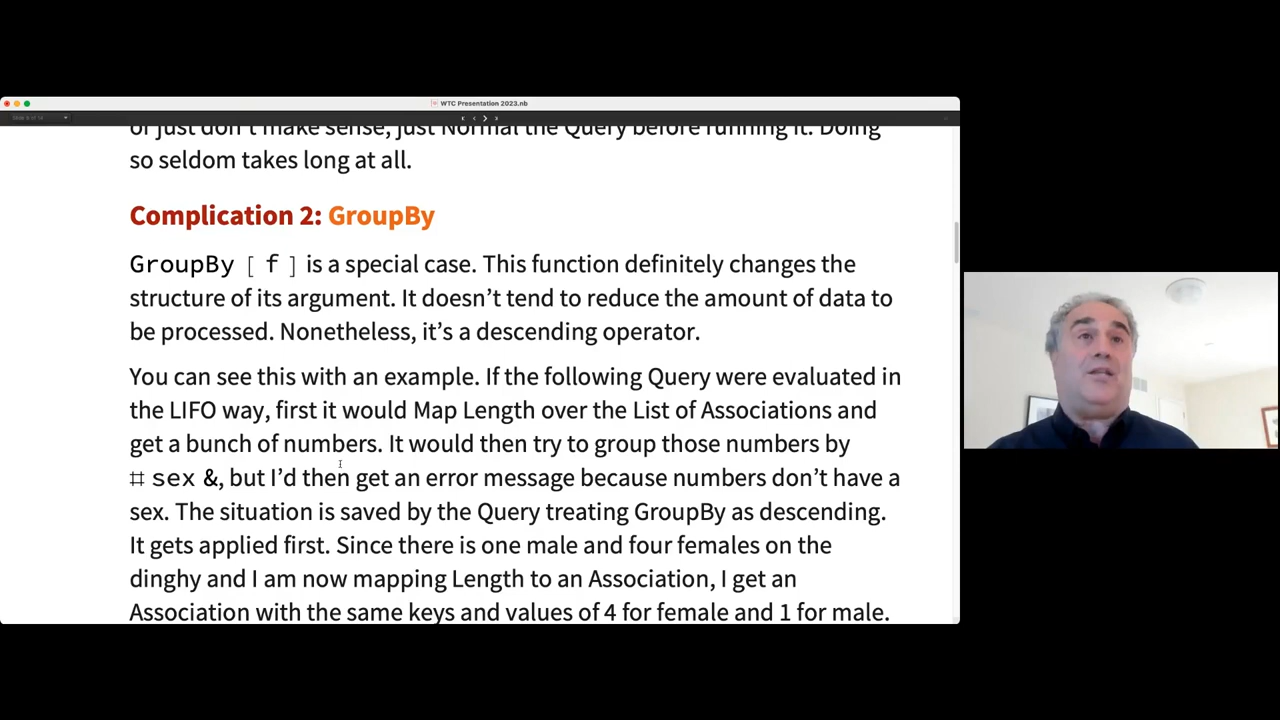 WTC Presentation 2023.nb
Slide 9 of 14
or just don't make sense, just Normal the Query before running it. Doing
so seldom takes long at all.
Complication 2: GroupBy
GroupBy [ f ] is a special case. This function definitely changes the
structure of its argument. It doesn't tend to reduce the amount of data to
be processed. Nonetheless, it's a descending operator.
You can see this with an example. If the following Query were evaluated in
the LIFO way, first it would Map Length over the List of Associations and
get a bunch of numbers. It would then try to group those numbers by
# sex &, but I'd then get an error message because numbers don't have a
sex. The situation is saved by the Query treating GroupBy as descending.
It gets applied first. Since there is one male and four females on the
dinghy and I am now mapping Length to an Association, I get an
Association with the same keys and values of 4 for female and 1 for male.